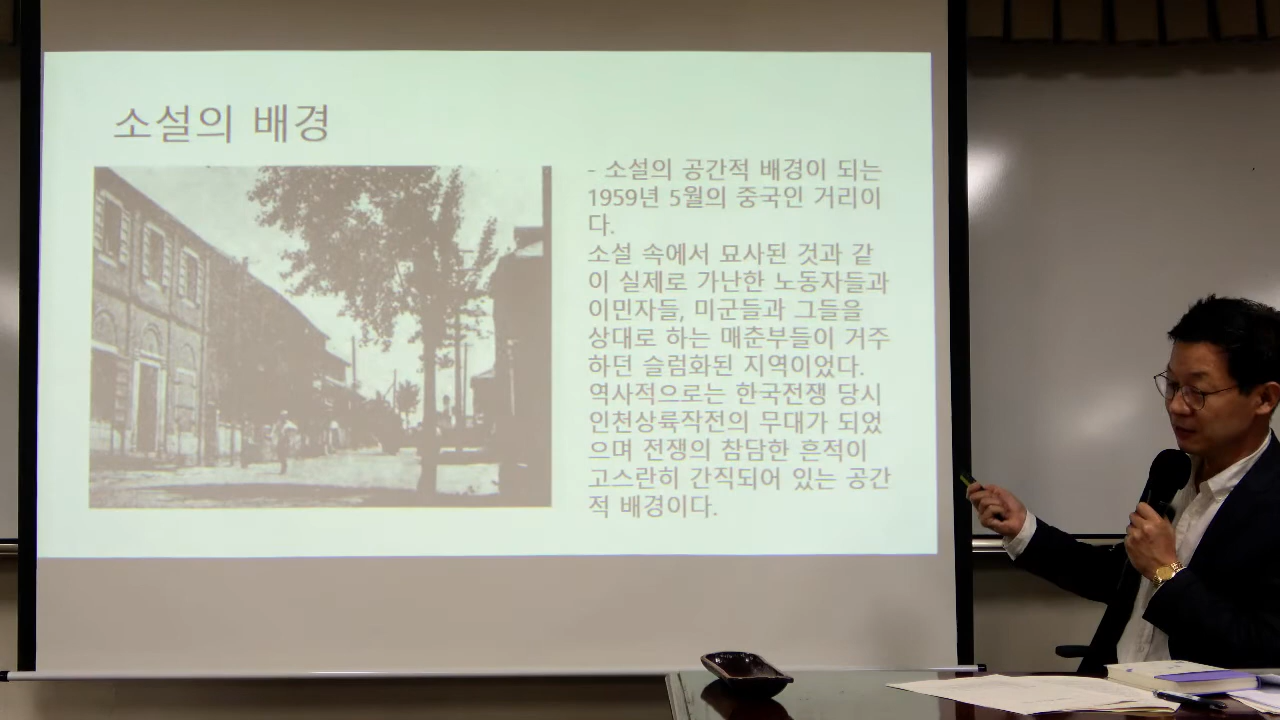 소설의 배경
- 소설의 공간적 배경이 되는
1959년 5월의 중국인 거리이
다.
소설 속에서 묘사된 것과 같
이 실제로 가난한 노동자들과
이민자들, 미군들과 그들을
상대로 하는 매춘부들이 거주
하던 슬럼화된 지역이었다.
역사적으로는 한국전쟁 당시
인천상륙작전의 무대가 되었
으며 전쟁의 참담한 흔적이
고스란히 간직되어 있는 공간
적 배경이다.